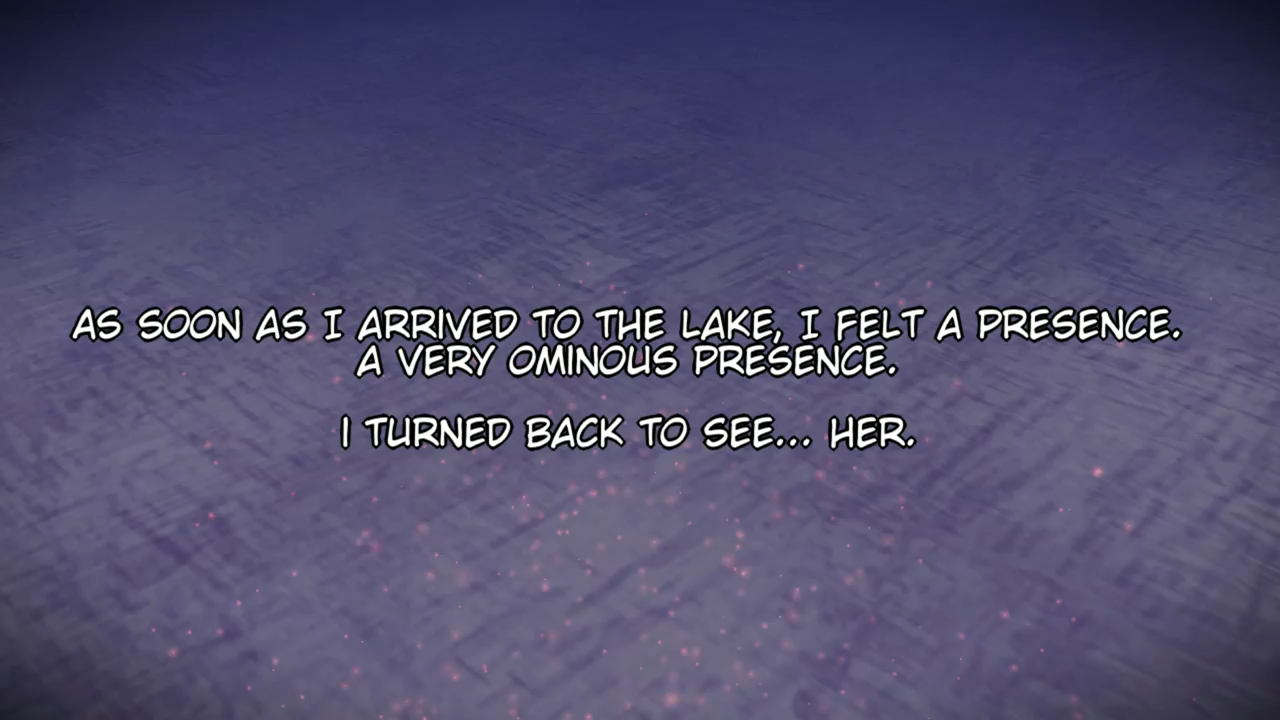 AS SOON AS I ARRIVED TO THE LAKE, I FELT A PRESENCE.
A VERY OMINOUS PRESENCE.
I TURNED BACK TO SEE... HER.